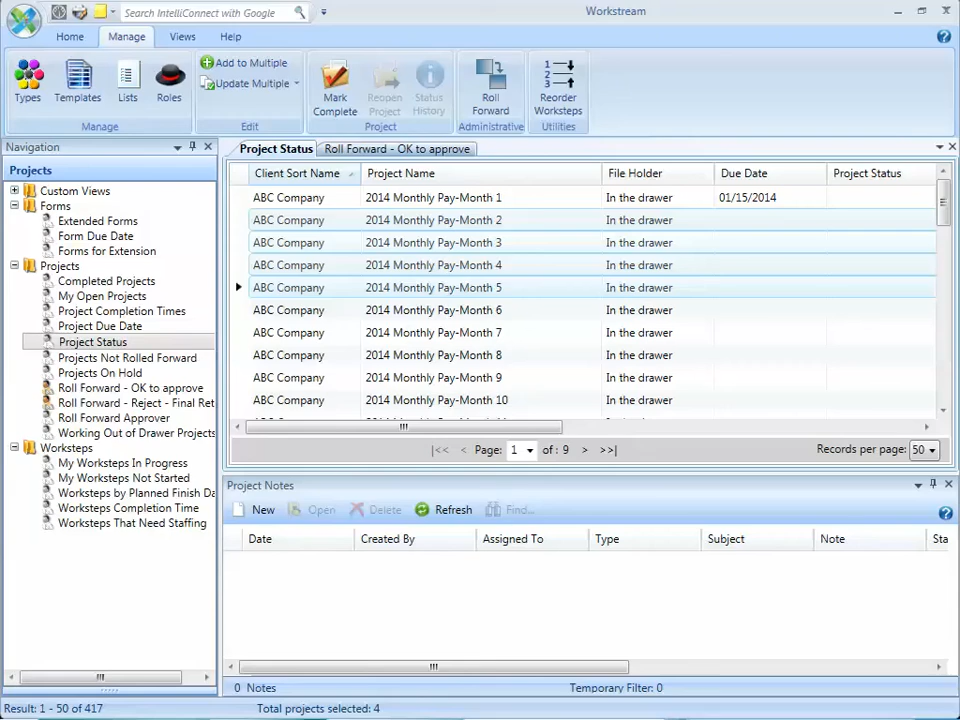 Search IntelliConnect with Google
Workstream
Home
Manage
Views
Help
Types
Templates
Lists
Roles
Manage
Add to Multiple
Update Multiple
Edit
Mark
Complete
Reopen
Project
Status
History
Project
Roll
Forward
Administrative
1
2
3
Reorder
Worksteps
Utilities
Navigation
Projects
Custom Views
Forms
Extended Forms
Form Due Date
Forms for Extension
Projects
Completed Projects
My Open Projects
Project Completion Times
Project Due Date
Project Status
Projects Not Rolled Forward
Projects On Hold
Roll Forward - OK to approve
Roll Forward - Reject - Final Ret
Roll Forward Approver
Working Out of Drawer Projects
Worksteps
My Worksteps In Progress
My Worksteps Not Started
Worksteps by Planned Finish Da
Worksteps Completion Time
Worksteps That Need Staffing
Project Status
Roll Forward - OK to approve
Client Sort Name Project Name File Holder Due Date Project Status
ABC Company 2014 Monthly Pay-Month 1 In the drawer 01/15/2014
ABC Company 2014 Monthly Pay-Month 2 In the drawer
ABC Company 2014 Monthly Pay-Month 3 In the drawer
ABC Company 2014 Monthly Pay-Month 4 In the drawer
ABC Company 2014 Monthly Pay-Month 5 In the drawer
ABC Company 2014 Monthly Pay-Month 6 In the drawer
ABC Company 2014 Monthly Pay-Month 7 In the drawer
ABC Company 2014 Monthly Pay-Month 8 In the drawer
ABC Company 2014 Monthly Pay-Month 9 In the drawer
ABC Company 2014 Monthly Pay-Month 10 In the drawer
|<< < Page: 1 of: 9 > >>|
Records per page: 50
Project Notes
New Open Delete Refresh Find...
Date Created By Assigned To Type Subject Note Sta
0 Notes
Temporary Filter: 0
Result: 1 - 50 of 417
Total projects selected: 4